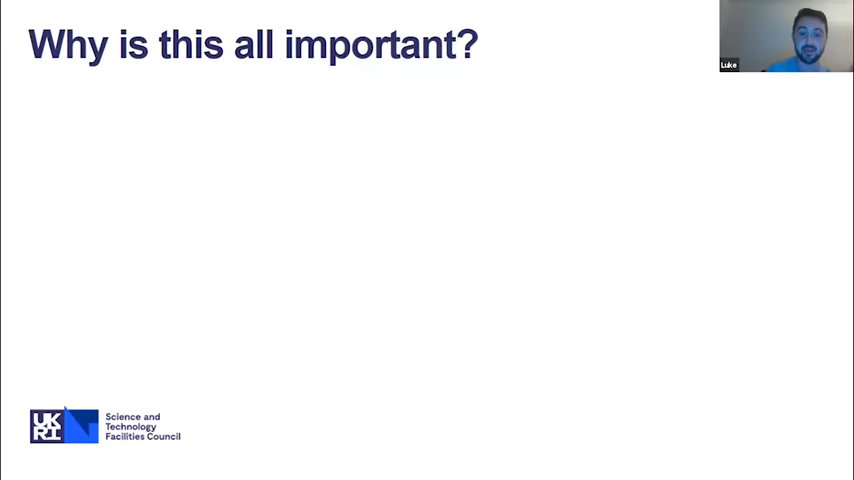 Why is this all important?
Luke
UK
RI
Science and
Technology
Facilities Council